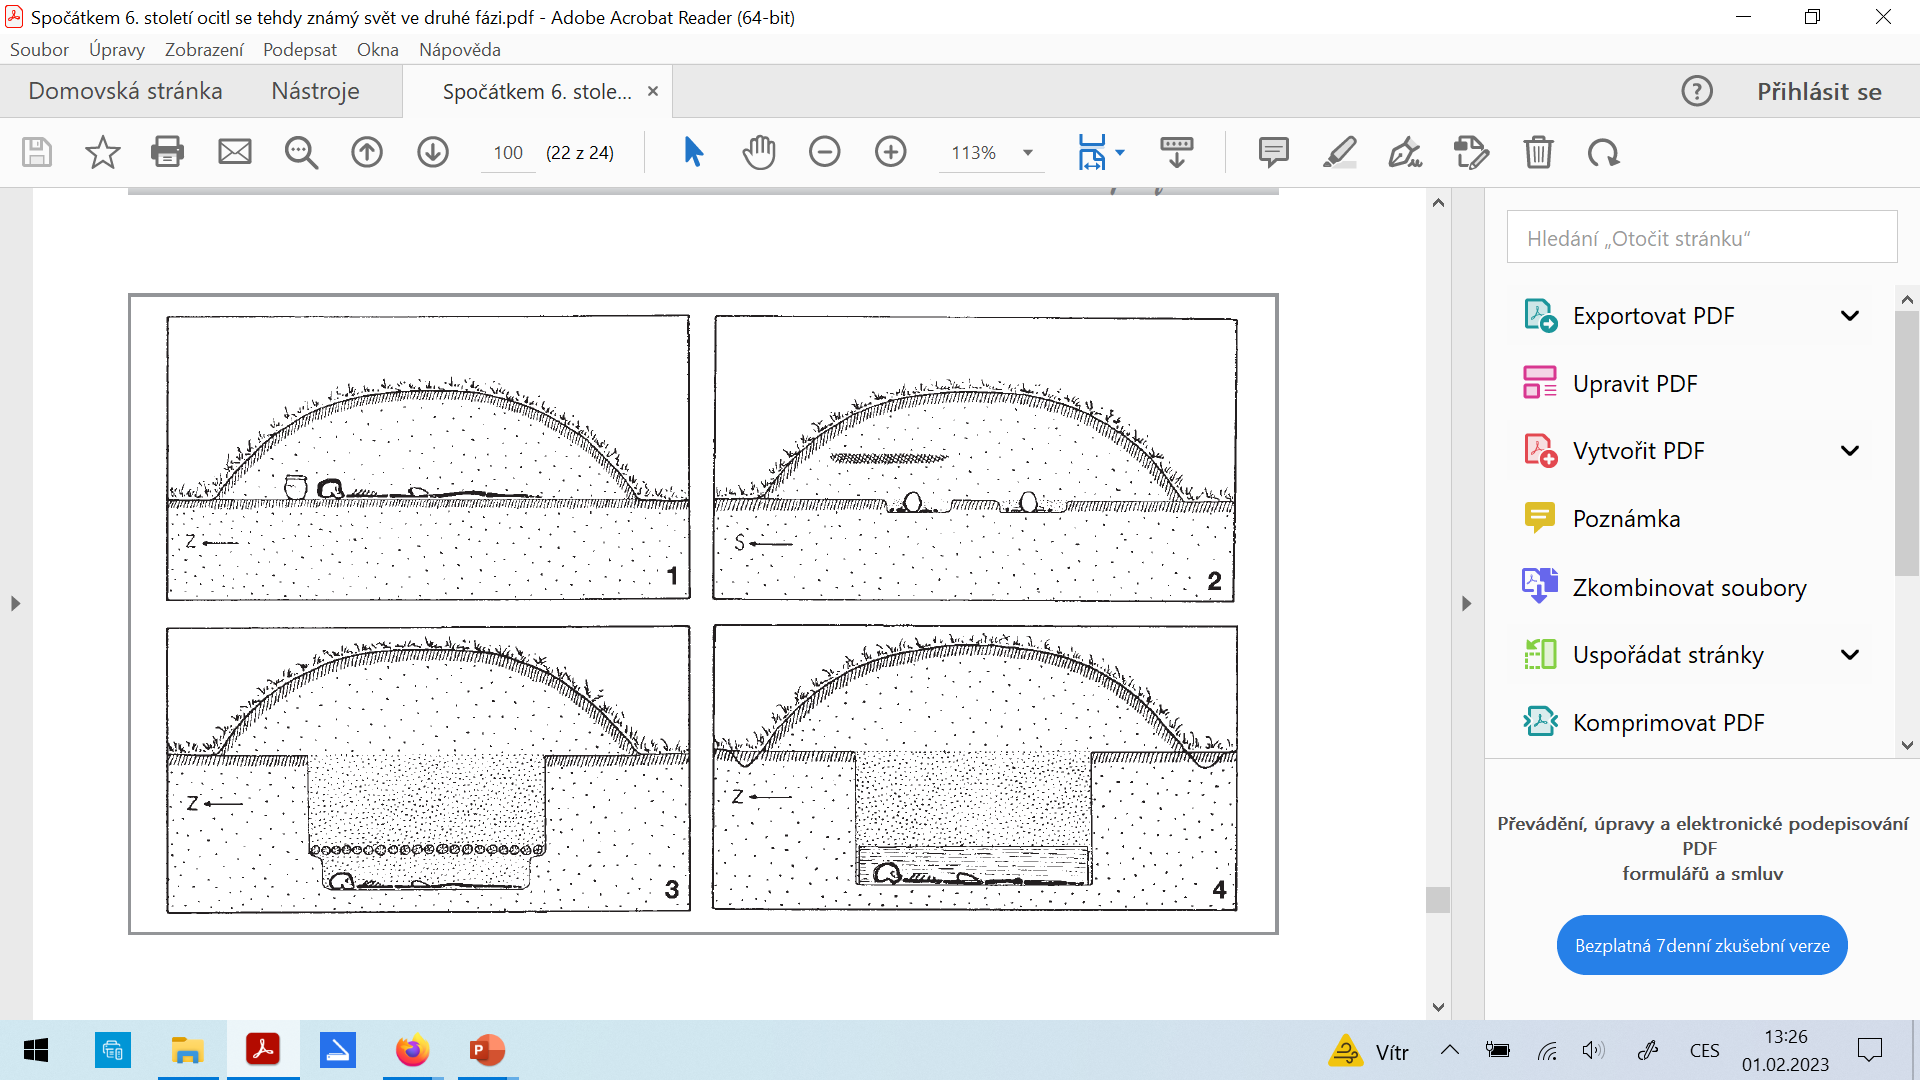 Spočátkem 6. století ocitl se tehdy známý svět ve druhé fázi.pdf - Adobe Acrobat Reader (64-bit)
Soubor Úpravy Zobrazení Podepsat Okna Nápověda
Domovská stránka Nástroje Spočátkem 6. stole... × ? Přihlásit se
100 (22 z 24) 113%
Hledání „Otočit stránku“
Exportovat PDF
Upravit PDF
Vytvořit PDF
Poznámka
Zkombinovat soubory
Uspořádat stránky
Komprimovat PDF
Z
1
S
2
Z
3
Z
4
Převádění, úpravy a elektronické podepisování
PDF
formulářů a smluv
Bezplatná 7denní zkušební verze
P
Vítr
CES
13:26
01.02.2023